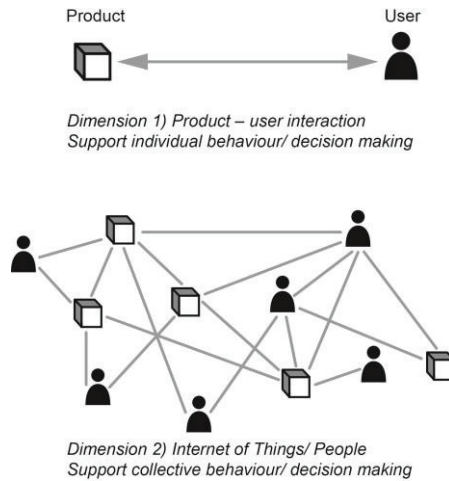 Product User
Dimension 1) Product – user interaction
Support individual behaviour/ decision making
Dimension 2) Internet of Things/ People
Support collective behaviour/ decision making